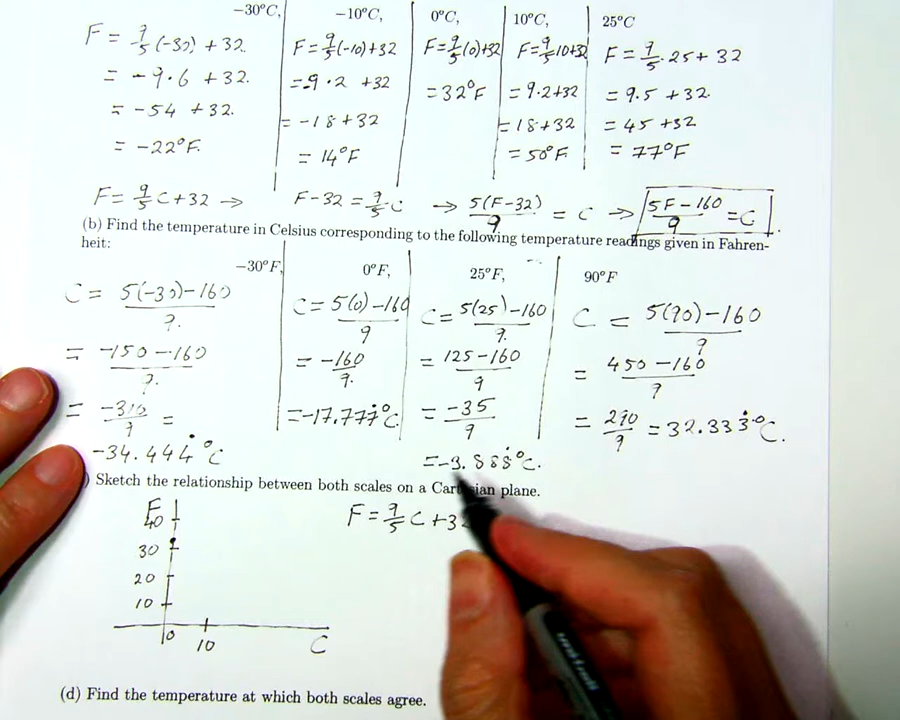 −30°C, −10°C, 0°C, 10°C, 25°C
F = 9/5 (-30) + 32.
= -9·6 + 32.
= -54 + 32.
= -22°F.
F = 9/5 (-10) + 32
= -9·2 + 32
= -18 + 32
= 14°F
F = 9/5 (0) + 32
= 32°F
F = 9/5 10 + 32
= 9·2 + 32
= 18 + 32
= 50°F
F = 9/5 · 25 + 32
= 9·5 + 32.
= 45 + 32
= 77°F
F = 9/5 C + 32 → F - 32 = 9/5 · C → 5(F-32)/9 = C → 5F - 160/9 = C.
(b) Find the temperature in Celsius corresponding to the following temperature readings given in Fahren-
heit:
−30°F, 0°F, 25°F, 90°F
C = 5(-30) - 160/9.
= -150 - 160/9.
= -310/9 =
-34.444̇°C
C = 5(0) - 160/9
= -160/9.
= -17.777̇°C.
C = 5(25) - 160/9.
= 125 - 160/9
= -35/9
= -3.888̇°C.
C = 5(90) - 160/9
= 450 - 160/9
= 290/9 = 32.333̇°C.
) Sketch the relationship between both scales on a Cartesian plane.
F
40
30
20
10
0 10 C
F = 9/5 C + 32
(d) Find the temperature at which both scales agree.